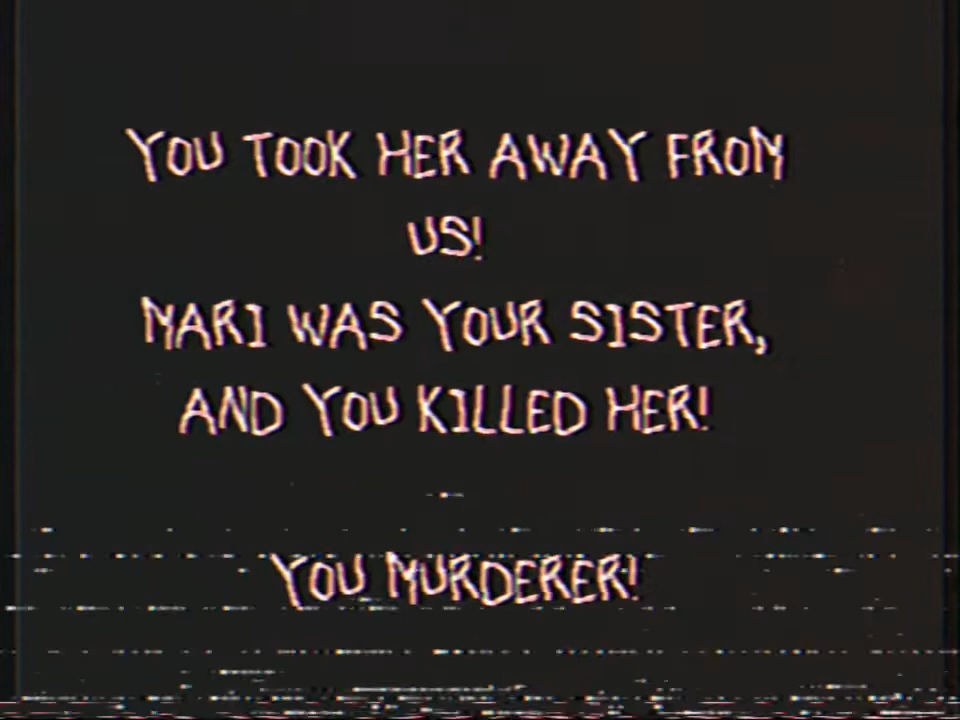 YOU TOOK HER AWAY FROM
US!
MARI WAS YOUR SISTER,
AND YOU KILLED HER!
YOU MURDERER!